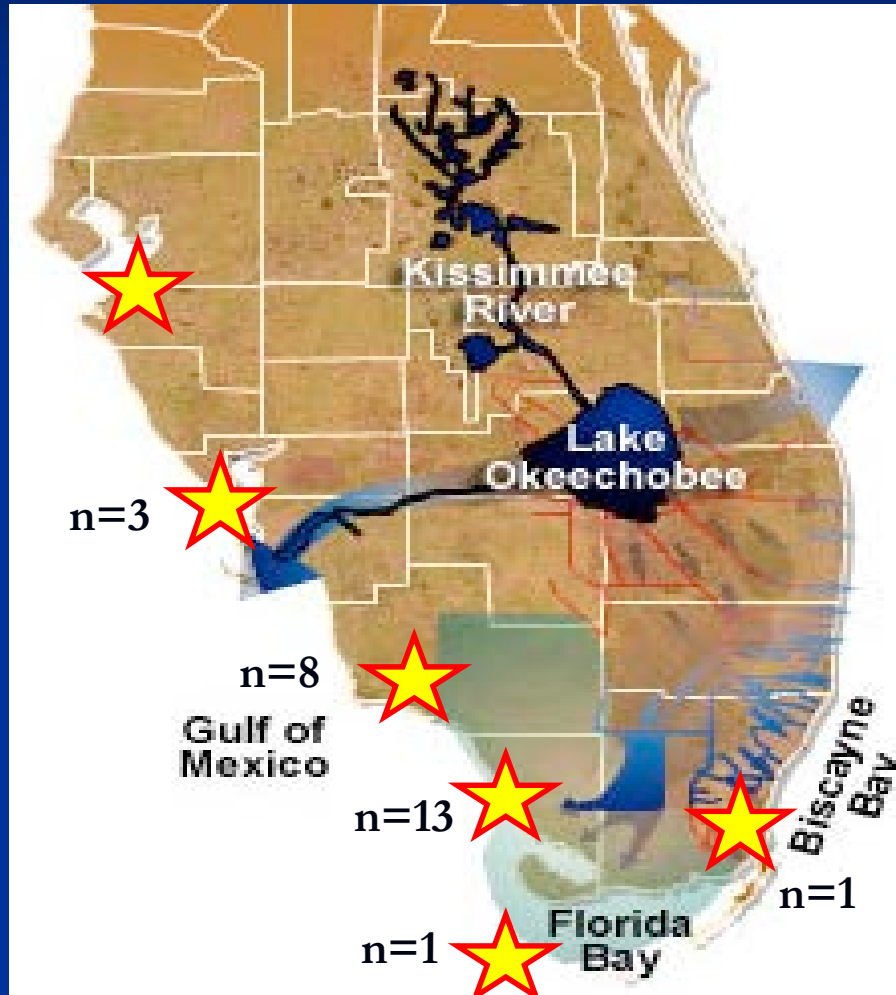 Kissimmee
River
Lake
Okeechobee
n=3
n=8
Gulf of
Mexico
n=13
Biscayne
Bay
n=1
Florida
Bay
n=1